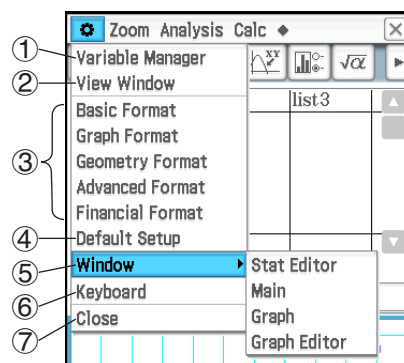 Zoom Analysis Calc ◆
① Variable Manager
② View Window
③ Basic Format
Graph Format
Geometry Format
Advanced Format
Financial Format
④ Default Setup
⑤ Window
⑥ Keyboard
⑦ Close
XY
√α
list3
Stat Editor
Main
Graph
Graph Editor